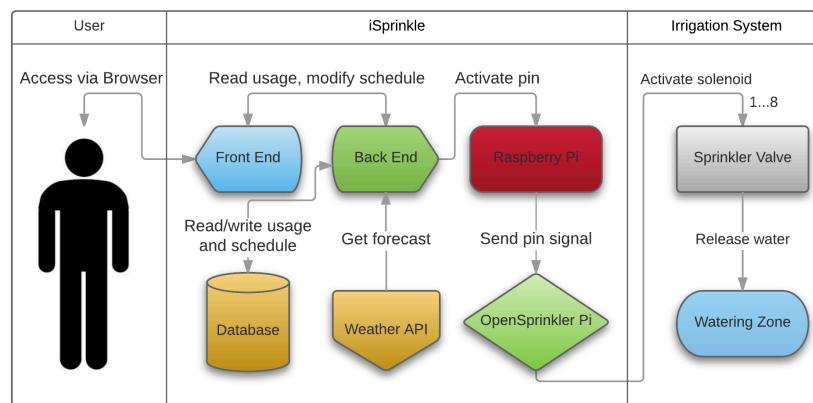 User
iSprinkle
Irrigation System
Access via Browser
Read usage, modify schedule
Activate pin
Activate solenoid
1...8
Front End
Back End
Raspberry Pi
Sprinkler Valve
Read/write usage
and schedule
Get forecast
Send pin signal
Release water
Database
Weather API
OpenSprinkler Pi
Watering Zone